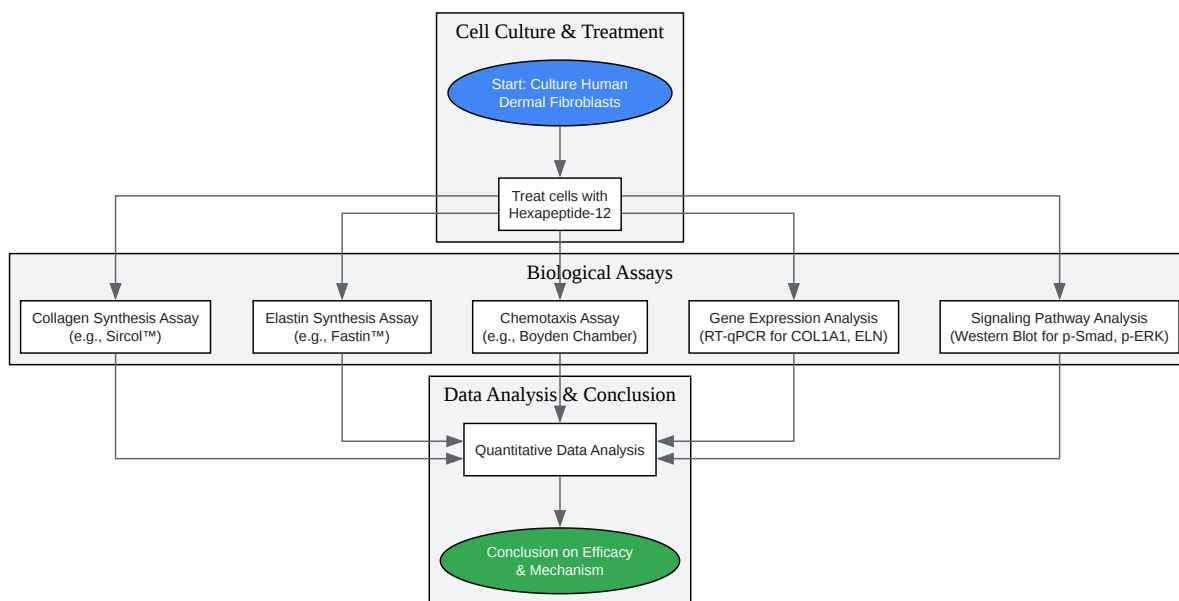 Cell Culture & Treatment
Start: Culture Human
Dermal Fibroblasts
Treat cells with
Hexapeptide-12
Biological Assays
Collagen Synthesis Assay
(e.g., Sircol™)
Elastin Synthesis Assay
(e.g., Fastin™)
Chemotaxis Assay
(e.g., Boyden Chamber)
Gene Expression Analysis
(RT-qPCR for COL1A1, ELN)
Signaling Pathway Analysis
(Western Blot for p-Smad, p-ERK)
Data Analysis & Conclusion
Quantitative Data Analysis
Conclusion on Efficacy
& Mechanism